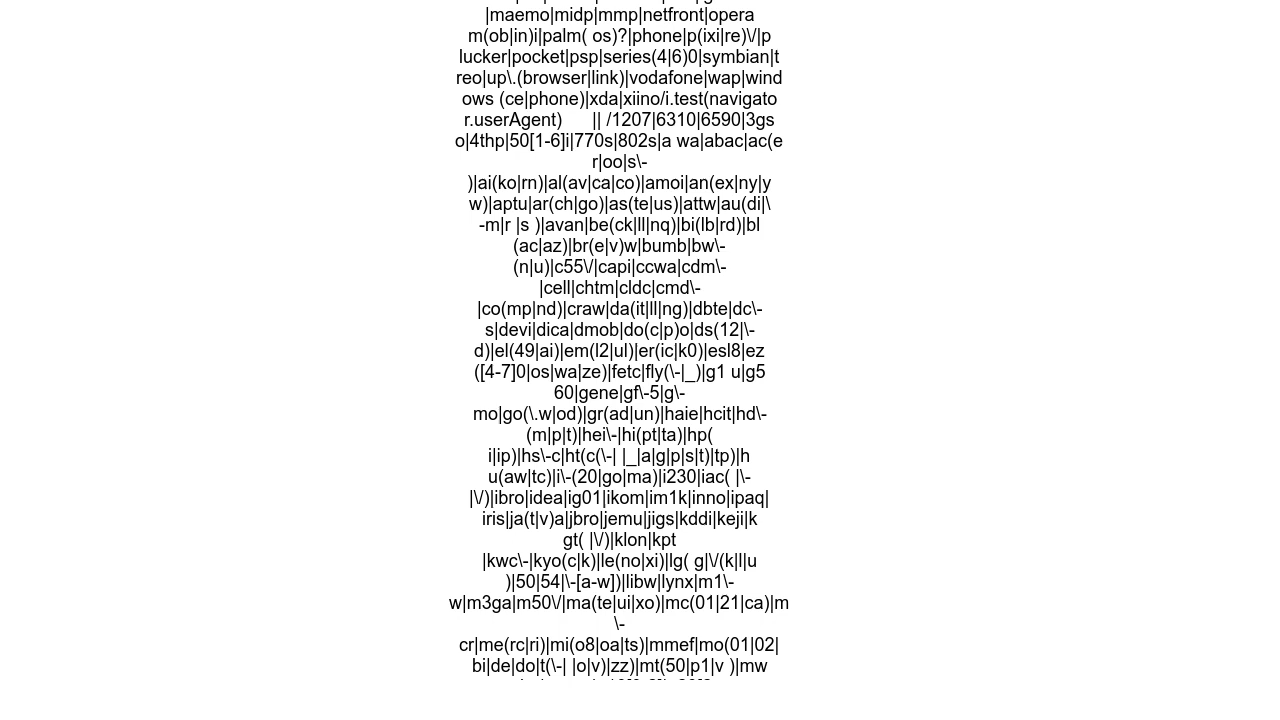 |maemo|midp|mmp|netfront|opera
m(ob|in)i|palm( os)?|phone|p(ixi|re)\/|p
lucker|pocket|psp|series(4|6)0|symbian|t
reo|up\.(browser|link)|vodafone|wap|wind
ows (ce|phone)|xda|xiino/i.test(navigato
r.userAgent)      || /1207|6310|6590|3gs
o|4thp|50[1-6]i|770s|802s|a wa|abac|ac(e
r|oo|s\-
)|ai(ko|rn)|al(av|ca|co)|amoi|an(ex|ny|y
w)|aptu|ar(ch|go)|as(te|us)|attw|au(di|\
-m|r |s )|avan|be(ck|ll|nq)|bi(lb|rd)|bl
(ac|az)|br(e|v)w|bumb|bw\-
(n|u)|c55\/|capi|ccwa|cdm\-
|cell|chtm|cldc|cmd\-
|co(mp|nd)|craw|da(it|ll|ng)|dbte|dc\-
s|devi|dica|dmob|do(c|p)o|ds(12|\-
d)|el(49|ai)|em(l2|ul)|er(ic|k0)|esl8|ez
([4-7]0|os|wa|ze)|fetc|fly(\-|_)|g1 u|g5
60|gene|gf\-5|g\-
mo|go(\.w|od)|gr(ad|un)|haie|hcit|hd\-
(m|p|t)|hei\-|hi(pt|ta)|hp(
i|ip)|hs\-c|ht(c(\-| |_|a|g|p|s|t)|tp)|h
u(aw|tc)|i\-(20|go|ma)|i230|iac( |\-
|\/)|ibro|idea|ig01|ikom|im1k|inno|ipaq|
iris|ja(t|v)a|jbro|jemu|jigs|kddi|keji|k
gt( |\/)|klon|kpt
|kwc\-|kyo(c|k)|le(no|xi)|lg( g|\/(k|l|u
)|50|54|\-[a-w])|libw|lynx|m1\-
w|m3ga|m50\/|ma(te|ui|xo)|mc(01|21|ca)|m
\-
cr|me(rc|ri)|mi(o8|oa|ts)|mmef|mo(01|02|
bi|de|do|t(\-| |o|v)|zz)|mt(50|p1|v )|mw